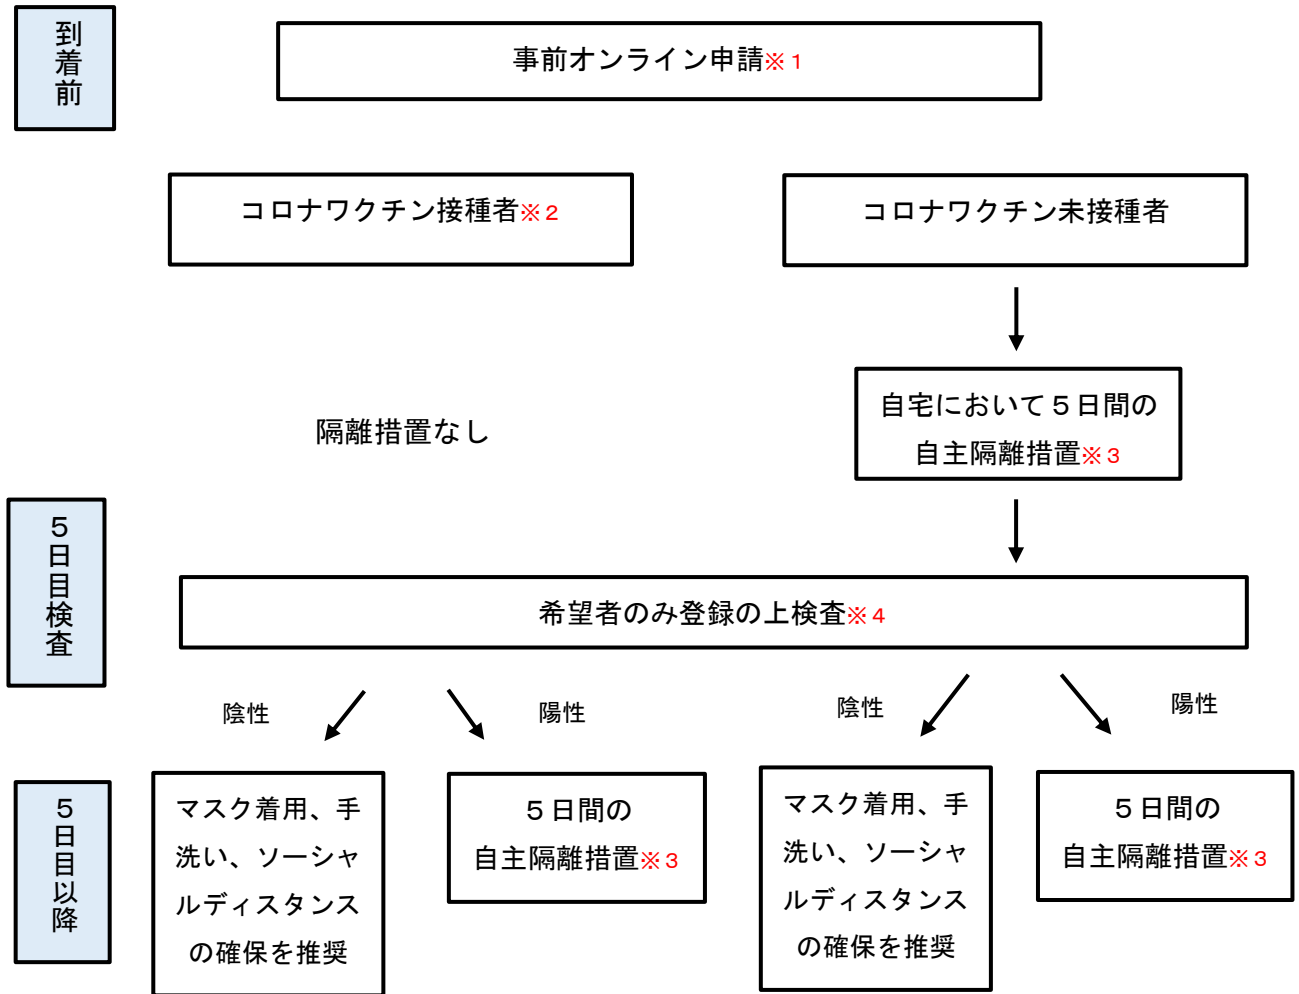 到着前
事前オンライン申請※1
コロナワクチン接種者※2
コロナワクチン未接種者
自宅において５日間の
自主隔離措置※3
隔離措置なし
５日目検査
希望者のみ登録の上検査※4
陰性
陽性
陰性
陽性
５日目以降
マスク着用、手
洗い、ソーシャ
ルディスタンス
の確保を推奨
５日間の
自主隔離措置※3
マスク着用、手
洗い、ソーシャ
ルディスタンス
の確保を推奨
５日間の
自主隔離措置※3